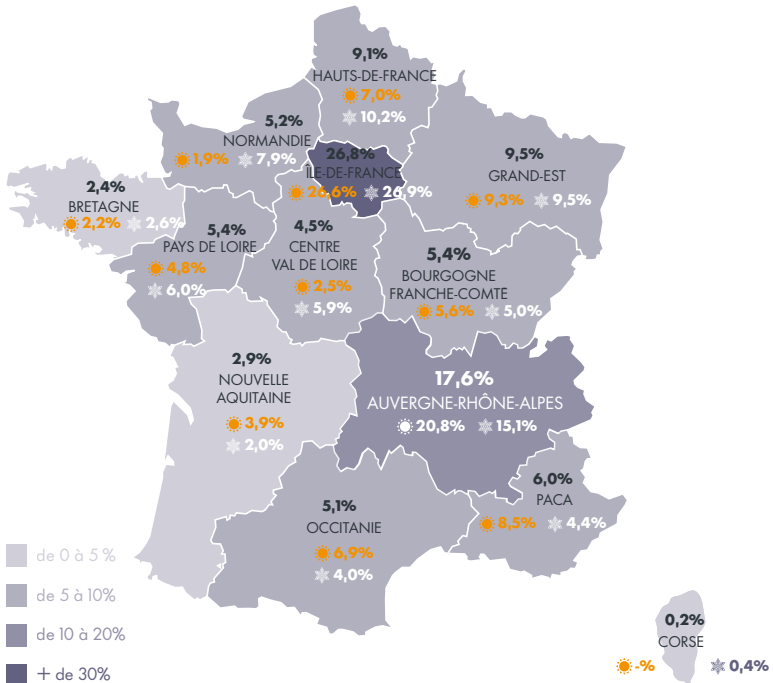 9,1%
HAUTS-DE-FRANCE
7,0%
10,2%
5,2%
NORMANDIE
1,9% 7,9%
26,8%
ÎLE-DE-FRANCE
26,6% 26,9%
9,5%
GRAND-EST
9,3% 9,5%
2,4%
BRETAGNE
2,2% 2,6%
5,4%
PAYS DE LOIRE
4,8%
6,0%
4,5%
CENTRE
VAL DE LOIRE
2,5%
5,9%
5,4%
BOURGOGNE
FRANCHE-COMTE
5,6% 5,0%
2,9%
NOUVELLE
AQUITAINE
3,9%
2,0%
17,6%
AUVERGNE-RHÔNE-ALPES
20,8% 15,1%
6,0%
PACA
8,5% 4,4%
5,1%
OCCITANIE
6,9%
4,0%
0,2%
CORSE
-% 0,4%
de 0 à 5 %
de 5 à 10%
de 10 à 20%
+ de 30%